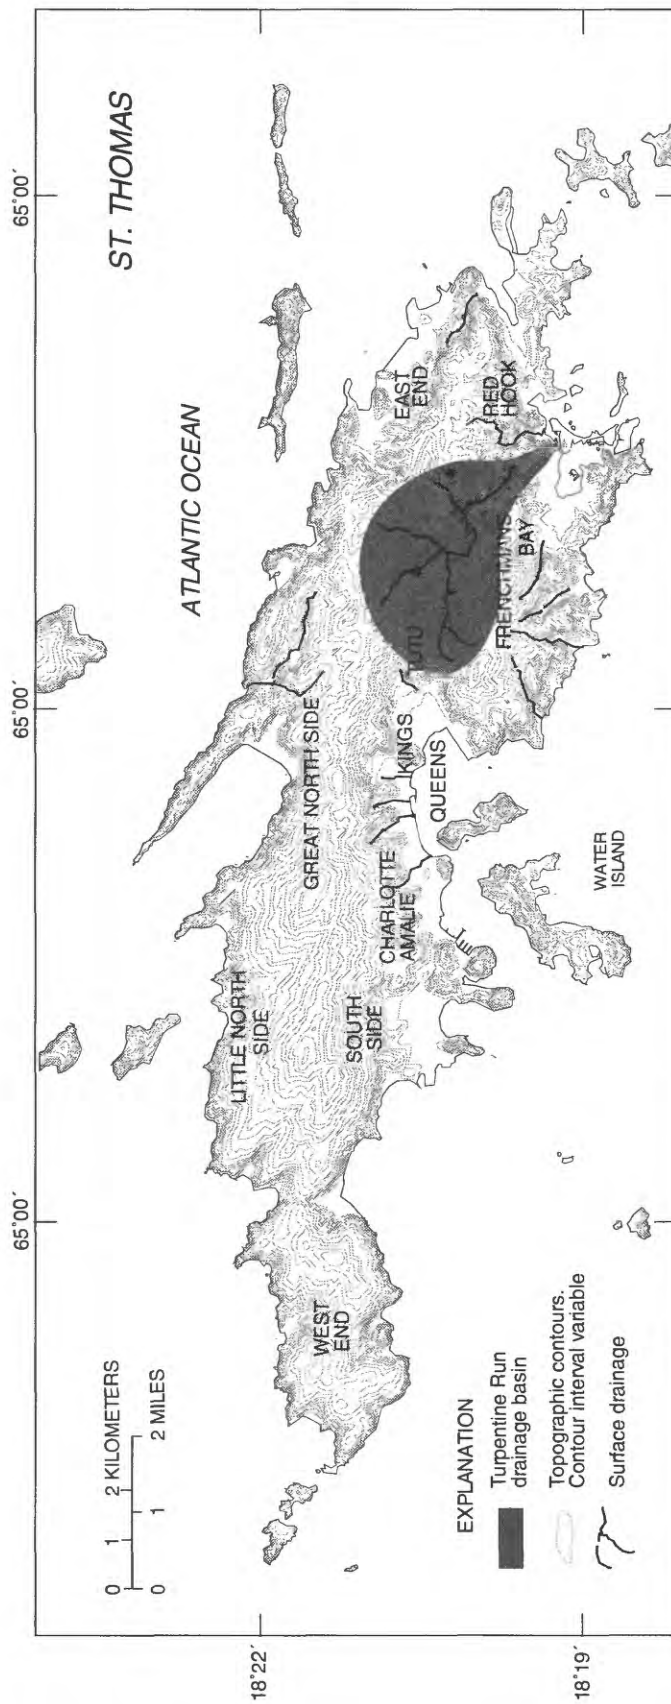 65°00′
65°00′
65°00′
ST. THOMAS
ATLANTIC OCEAN
EAST
END
RED
HOOK
FRENCHMANS
BAY
TUTU
KINGS
QUEENS
GREAT NORTH SIDE
CHARLOTTE
AMALIE
WATER
ISLAND
LITTLE NORTH
SIDE
SOUTH
SIDE
WEST
END
0 1 2 KILOMETERS
0 1 2 MILES
EXPLANATION
Turpentine Run
drainage basin
Topographic contours.
Contour interval variable
Surface drainage
18°22′
18°19′